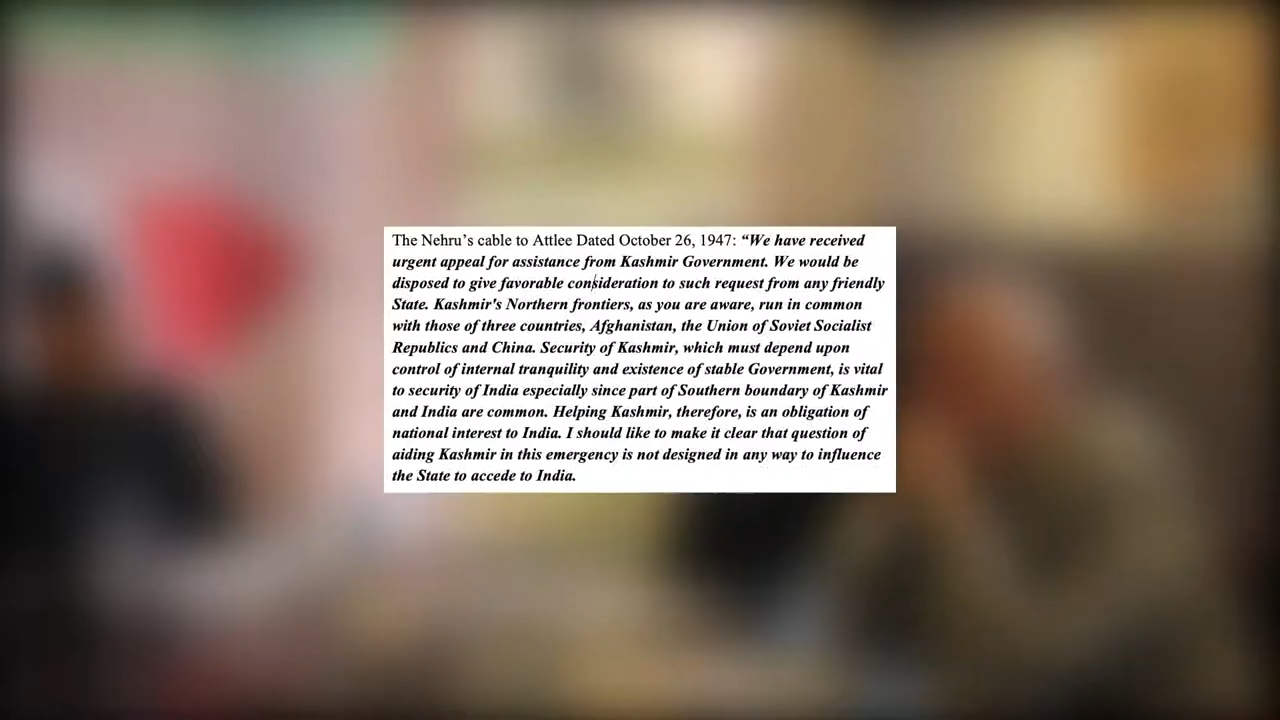 The Nehru’s cable to Attlee Dated October 26, 1947: “We have received
urgent appeal for assistance from Kashmir Government. We would be
disposed to give favorable consideration to such request from any friendly
State. Kashmir's Northern frontiers, as you are aware, run in common
with those of three countries, Afghanistan, the Union of Soviet Socialist
Republics and China. Security of Kashmir, which must depend upon
control of internal tranquility and existence of stable Government, is vital
to security of India especially since part of Southern boundary of Kashmir
and India are common. Helping Kashmir, therefore, is an obligation of
national interest to India. I should like to make it clear that question of
aiding Kashmir in this emergency is not designed in any way to influence
the State to accede to India.